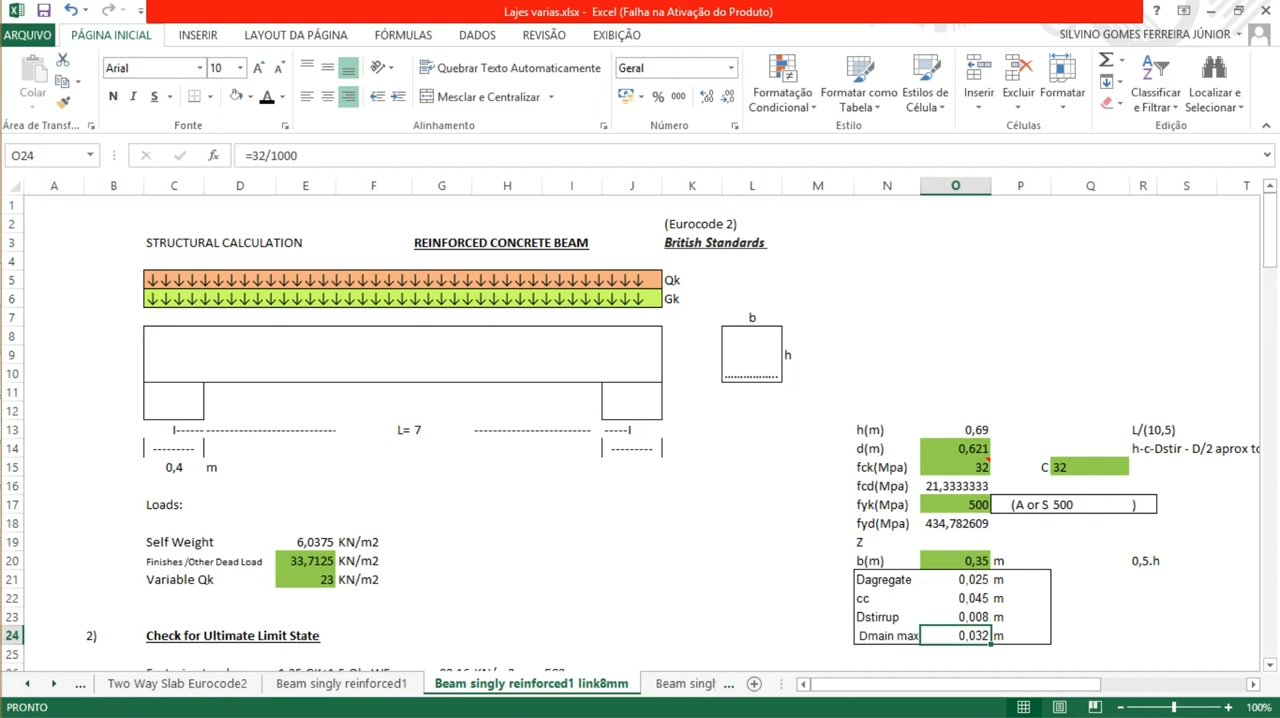 Lajes varias.xlsx - Excel (Falha na Ativação do Produto)
?
ARQUIVO PÁGINA INICIAL INSERIR LAYOUT DA PÁGINA FÓRMULAS DADOS REVISÃO EXIBIÇÃO SILVINO GOMES FERREIRA JÚNIOR
Colar
Arial 10
N I S
Quebrar Texto Automaticamente
Mesclar e Centralizar
Geral
% 000
Formatação Condicional
Formatar como Tabela
Estilos de Célula
Inserir Excluir Formatar
Classificar e Filtrar
Localizar e Selecionar
Área de Transf... Fonte Alinhamento Número Estilo Células Edição
O24 fx =32/1000
A B C D E F G H I J K L M N O P Q R S T
1
2 (Eurocode 2)
3 STRUCTURAL CALCULATION REINFORCED CONCRETE BEAM British Standards
4
5 ↓↓↓↓↓↓↓↓↓↓↓↓↓↓↓↓↓↓↓↓↓↓↓↓↓↓↓↓↓↓↓↓↓↓↓↓↓ Qk
6 ↓↓↓↓↓↓↓↓↓↓↓↓↓↓↓↓↓↓↓↓↓↓↓↓↓↓↓↓↓↓↓↓↓↓↓↓↓ Gk
7 b
8
9 h
10 ..................
11
12
13 I------ ------------------------------- L= 7 ---------------------------- -----I h(m) 0,69 L/(10,5)
14 --------- --------- d(m) 0,621 h-c-Dstir - D/2 aprox to
15 0,4 m fck(Mpa) 32 C 32
16 fcd(Mpa) 21,3333333
17 Loads: fyk(Mpa) 500 (A or S 500 )
18 fyd(Mpa) 434,782609
19 Self Weight 6,0375 KN/m2 Z
20 Finishes /Other Dead Load 33,7125 KN/m2 b(m) 0,35 m 0,5.h
21 Variable Qk 23 KN/m2 Dagregate 0,025 m
22 cc 0,045 m
23 Dstirrup 0,008 m
24 2) Check for Ultimate Limit State Dmain max 0,032 m
25
... Two Way Slab Eurocode2 Beam singly reinforced1 Beam singly reinforced1 link8mm Beam singly ...
PRONTO 100%